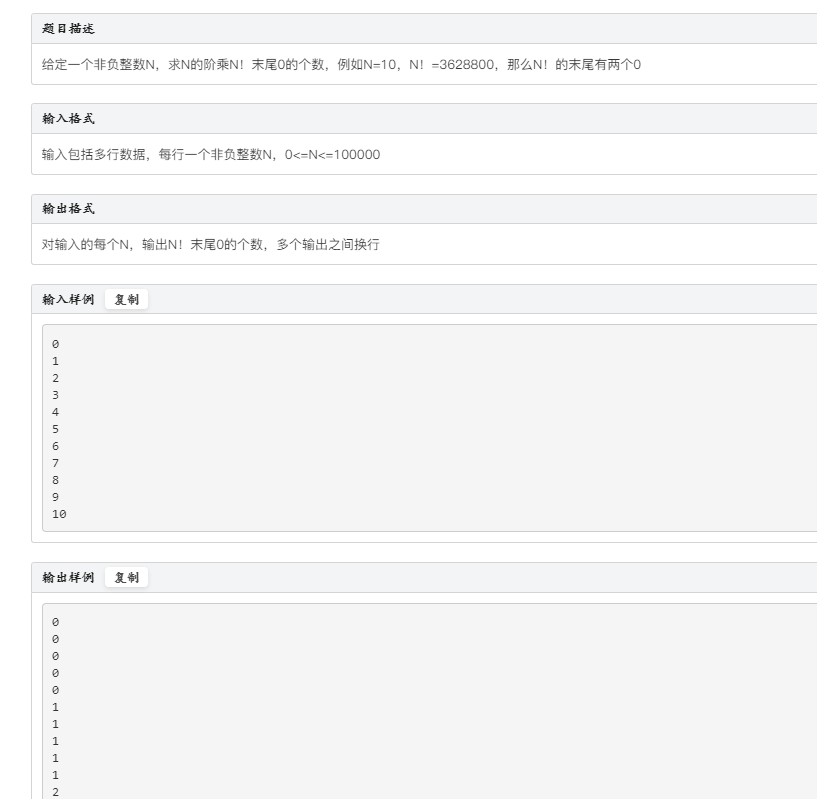 题目描述
给定一个非负整数N，求N的阶乘N！末尾0的个数，例如N=10，N！=3628800，那么N！的末尾有两个0
输入格式
输入包括多行数据，每行一个非负整数N，0<=N<=100000
输出格式
对输入的每个N，输出N！末尾0的个数，多个输出之间换行
输入样例 复制
0
1
2
3
4
5
6
7
8
9
10
输出样例 复制
0
0
0
0
0
1
1
1
1
1
2